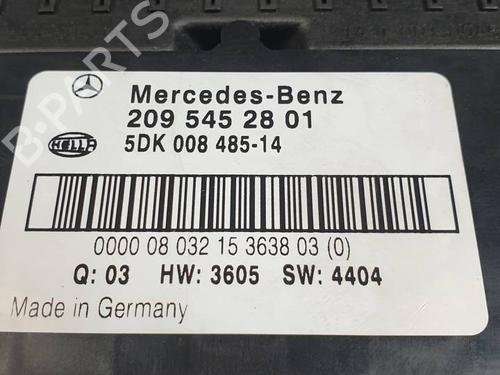 Mercedes-Benz
209 545 28 01
HELLA
5DK 008 485-14
0000 08 032 15 3638 03 (0)
Q: 03 HW: 3605 SW: 4404
Made in Germany
B-PARTS